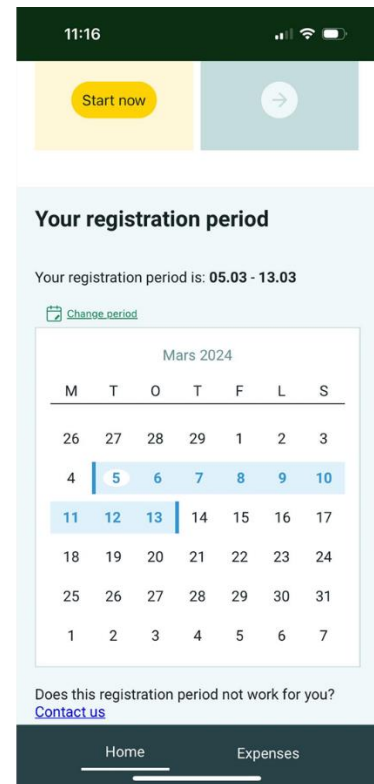 11:16
Start now
Your registration period
Your registration period is: 05.03 - 13.03
Change period
Mars 2024
M T O T F L S
26 27 28 29 1 2 3
4 5 6 7 8 9 10
11 12 13 14 15 16 17
18 19 20 21 22 23 24
25 26 27 28 29 30 31
1 2 3 4 5 6 7
Does this registration period not work for you?
Contact us
Home Expenses